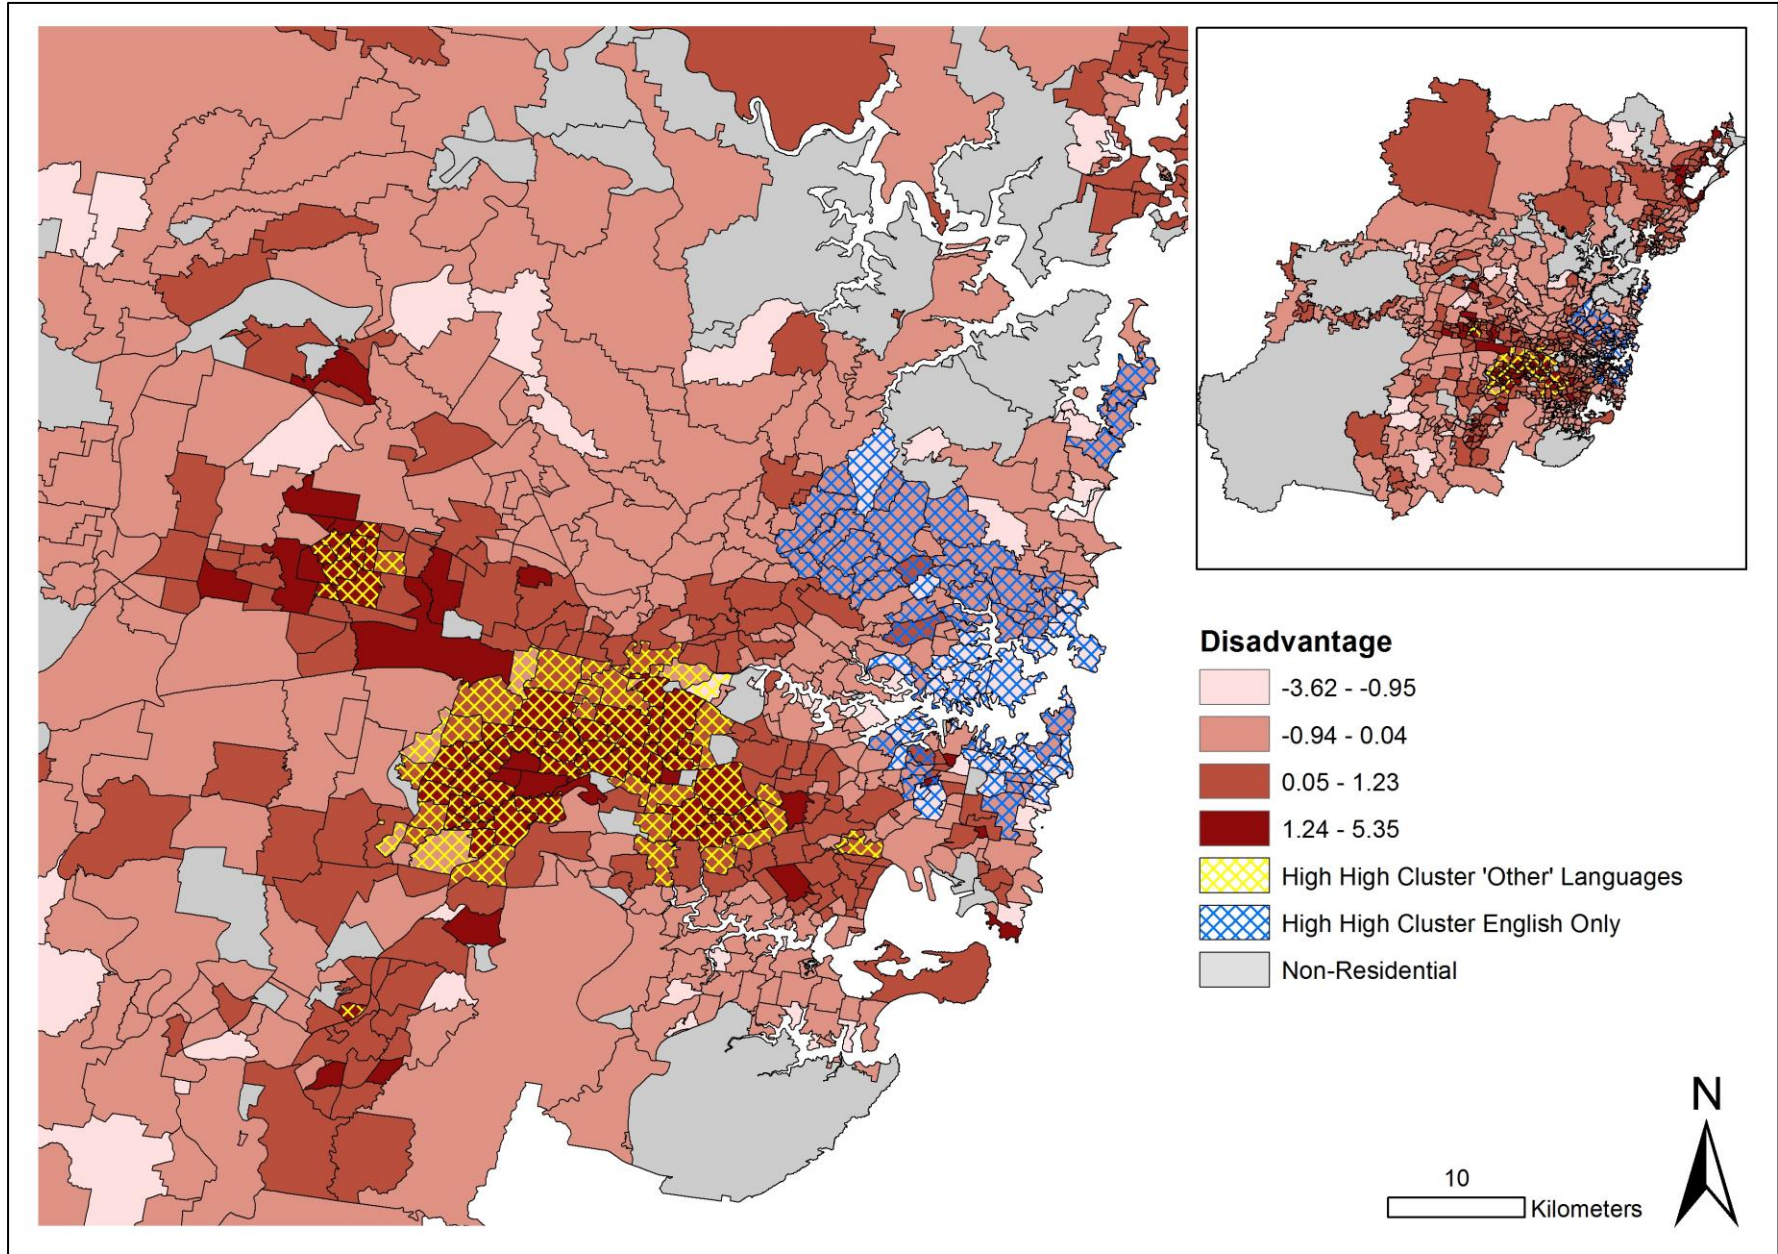 Disadvantage
-3.62 - -0.95
-0.94 - 0.04
0.05 - 1.23
1.24 - 5.35
High High Cluster 'Other' Languages
High High Cluster English Only
Non-Residential
N
10
Kilometers